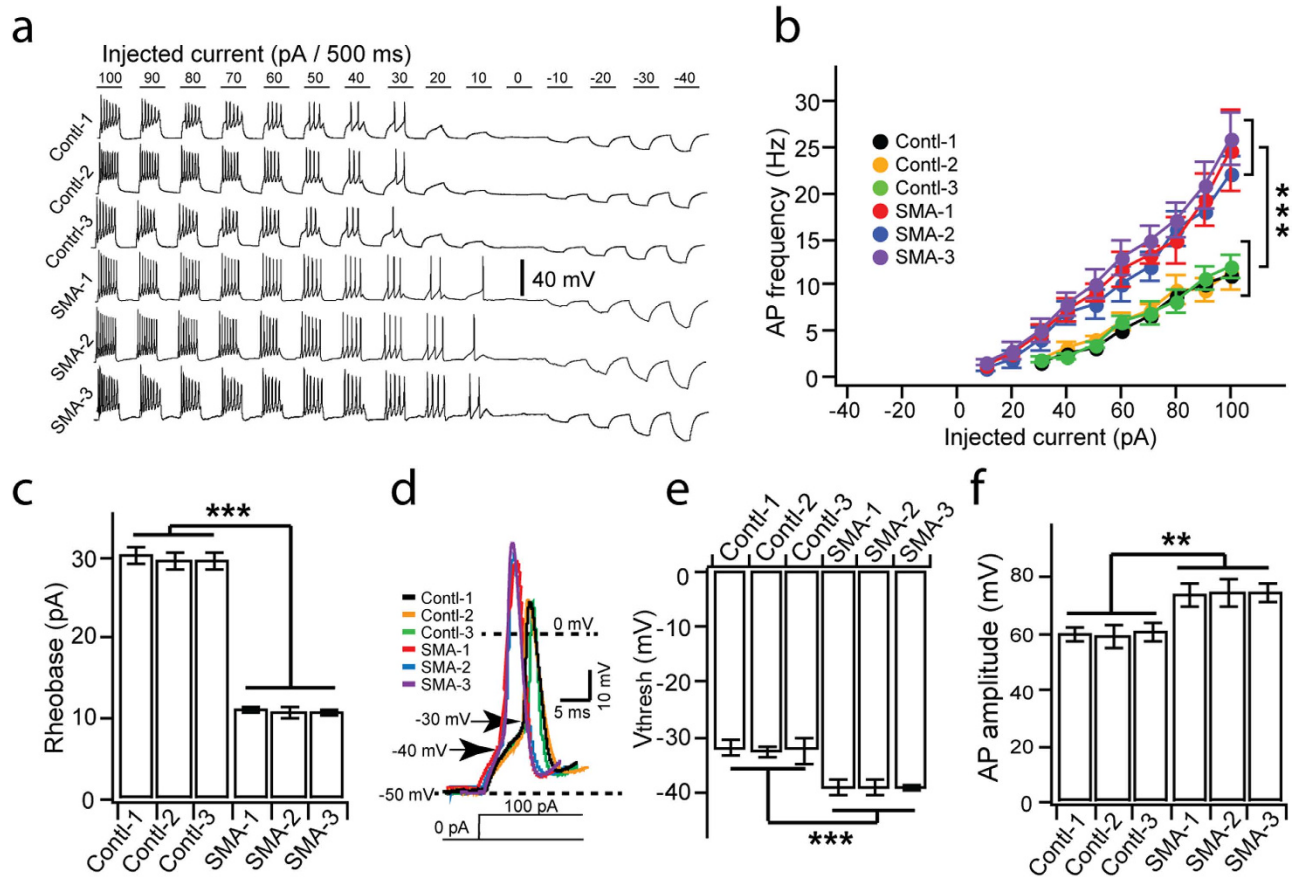 a
Injected current (pA / 500 ms)
100 90 80 70 60 50 40 30 20 10 0 -10 -20 -30 -40
Contl-1
Contl-2
Contrl-3
SMA-1
SMA-2
SMA-3
40 mV
b
AP frequency (Hz)
30
25
20
15
10
5
0
Contl-1
Contl-2
Contl-3
SMA-1
SMA-2
SMA-3
***
-40 -20 0 20 40 60 80 100
Injected current (pA)
c
Rheobase (pA)
30
20
10
0
***
Contl-1 Contl-2 Contl-3 SMA-1 SMA-2 SMA-3
d
Contl-1
Contl-2
Contl-3
SMA-1
SMA-2
SMA-3
0 mV
10 mV
5 ms
-30 mV
-40 mV
-50 mV
100 pA
0 pA
e
Contl-1 Contl-2 Contl-3 SMA-1 SMA-2 SMA-3
Vthresh (mV)
0
-10
-20
-30
-40
***
f
AP amplitude (mV)
80
60
40
20
0
**
Contl-1 Contl-2 Contl-3 SMA-1 SMA-2 SMA-3